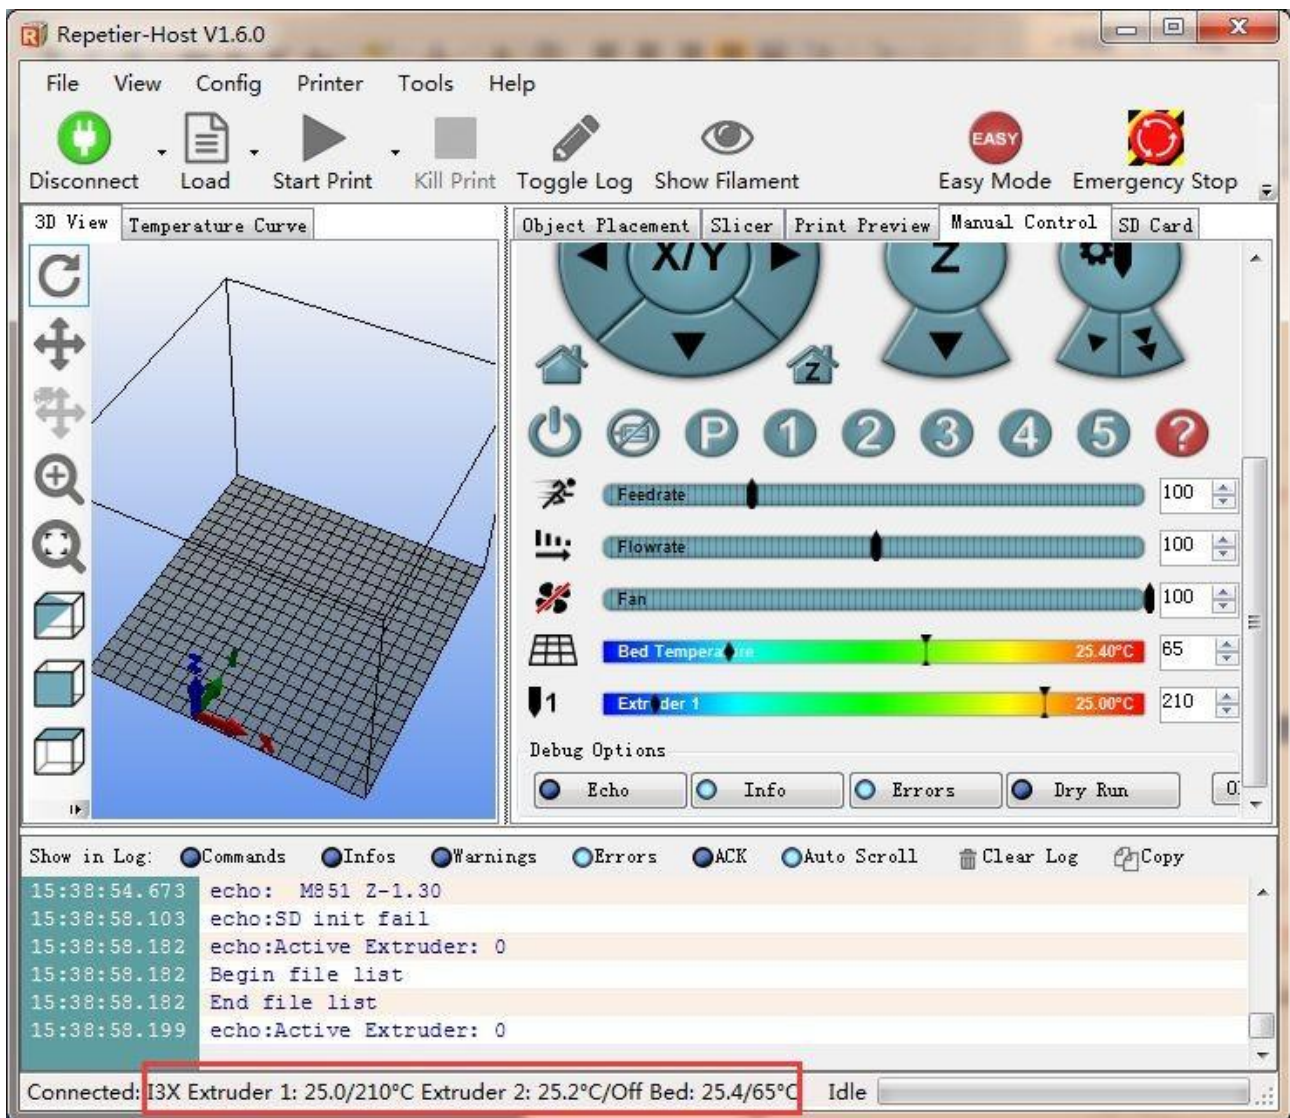 Repetier-Host V1.6.0
File View Config Printer Tools Help
EASY
Disconnect Load Start Print Kill Print Toggle Log Show Filament Easy Mode Emergency Stop
3D View Temperature Curve
Object Placement Slicer Print Preview Manual Control SD Card
X/Y Z
Z
P 1 2 3 4 5 ?
Feedrate 100
Flowrate 100
Fan 100
Bed Temperature 25.40°C 65
1 Extruder 1 25.00°C 210
Z Y X
Debug Options
Echo Info Errors Dry Run
Show in Log: Commands Infos Warnings Errors ACK Auto Scroll Clear Log Copy
15:38:54.673 echo: M851 Z-1.30
15:38:58.103 echo:SD init fail
15:38:58.182 echo:Active Extruder: 0
15:38:58.182 Begin file list
15:38:58.182 End file list
15:38:58.199 echo:Active Extruder: 0
Connected: I3X Extruder 1: 25.0/210°C Extruder 2: 25.2°C/Off Bed: 25.4/65°C Idle